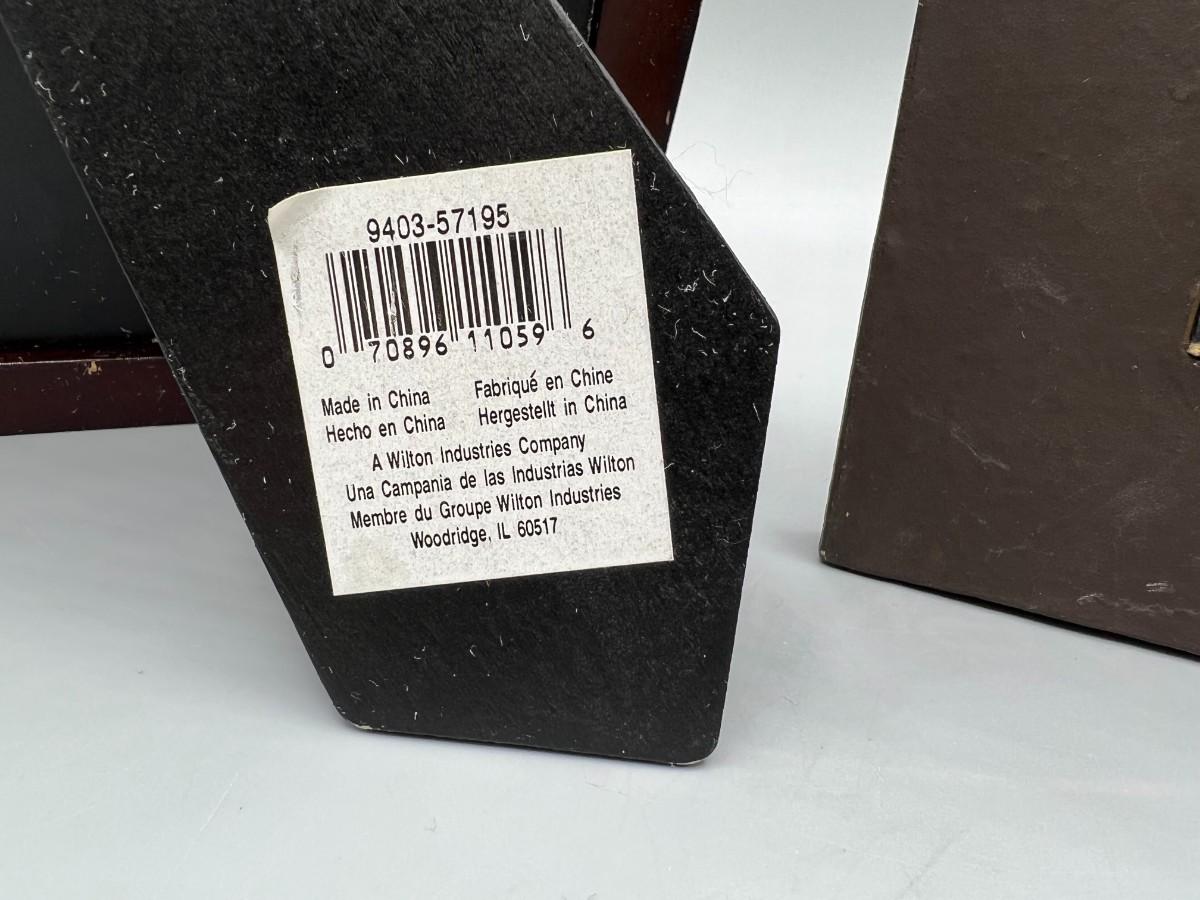 9403-57195
0 70896 11059 6
Made in China Fabriqué en Chine
Hecho en China Hergestellt in China
A Wilton Industries Company
Una Campania de las Industrias Wilton
Membre du Groupe Wilton Industries
Woodridge, IL 60517